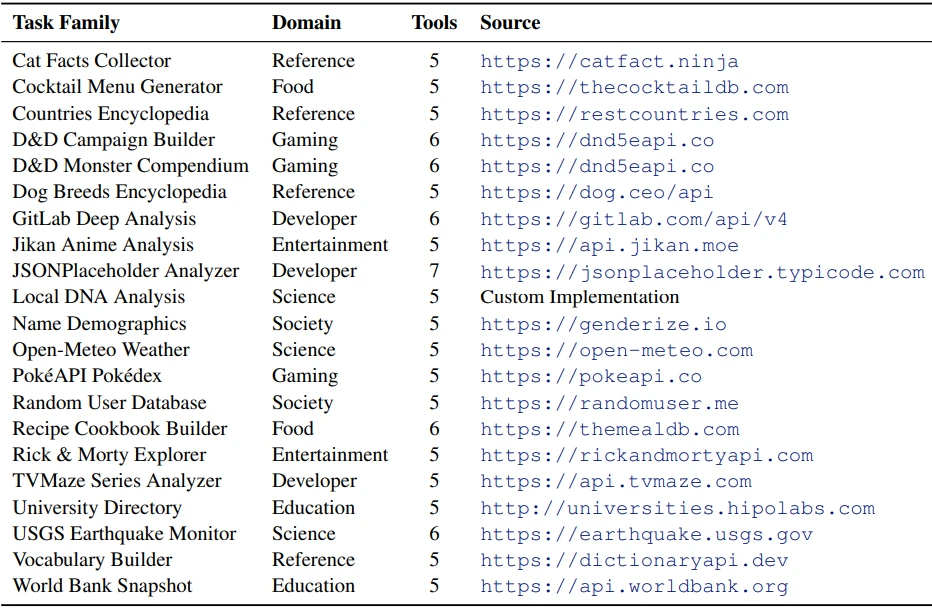 Task Family Domain Tools Source
Cat Facts Collector Reference 5 https://catfact.ninja
Cocktail Menu Generator Food 5 https://thecocktaildb.com
Countries Encyclopedia Reference 5 https://restcountries.com
D&D Campaign Builder Gaming 6 https://dnd5eapi.co
D&D Monster Compendium Gaming 6 https://dnd5eapi.co
Dog Breeds Encyclopedia Reference 5 https://dog.ceo/api
GitLab Deep Analysis Developer 6 https://gitlab.com/api/v4
Jikan Anime Analysis Entertainment 5 https://api.jikan.moe
JSONPlaceholder Analyzer Developer 7 https://jsonplaceholder.typicode.com
Local DNA Analysis Science 5 Custom Implementation
Name Demographics Society 5 https://genderize.io
Open-Meteo Weather Science 5 https://open-meteo.com
PokéAPI Pokédex Gaming 5 https://pokeapi.co
Random User Database Society 5 https://randomuser.me
Recipe Cookbook Builder Food 6 https://themealdb.com
Rick & Morty Explorer Entertainment 5 https://rickandmortyapi.com
TVMaze Series Analyzer Developer 5 https://api.tvmaze.com
University Directory Education 5 http://universities.hipolabs.com
USGS Earthquake Monitor Science 6 https://earthquake.usgs.gov
Vocabulary Builder Reference 5 https://dictionaryapi.dev
World Bank Snapshot Education 5 https://api.worldbank.org